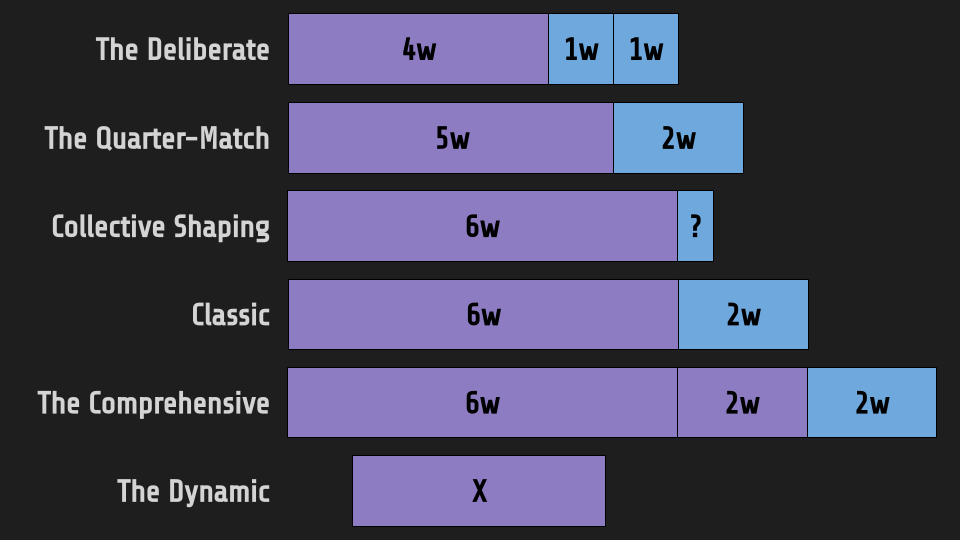 The Deliberate 4w 1w 1w
The Quarter-Match 5w 2w
Collective Shaping 6w ?
Classic 6w 2w
The Comprehensive 6w 2w 2w
The Dynamic X